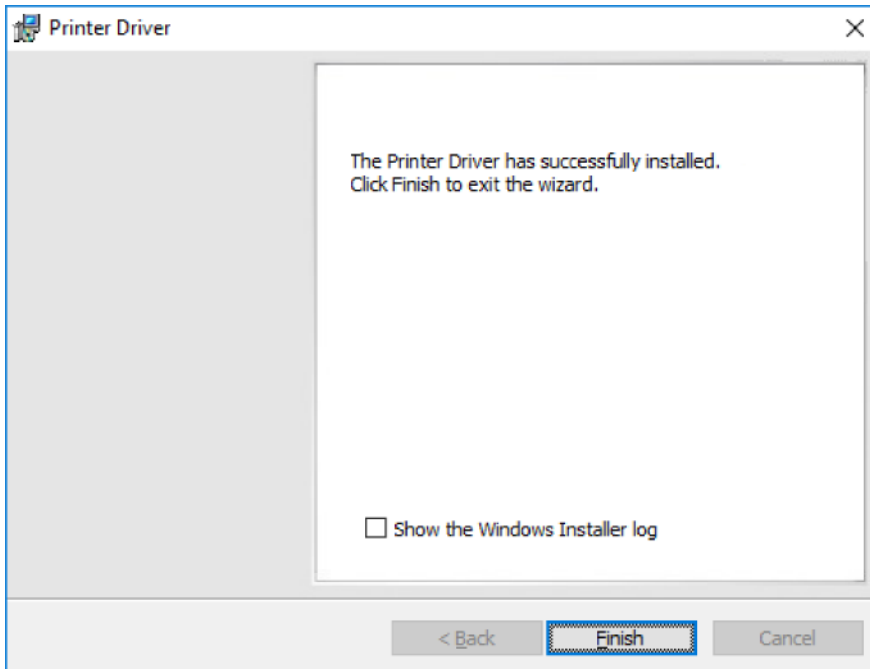 Printer Driver
The Printer Driver has successfully installed.
Click Finish to exit the wizard.
Show the Windows Installer log
< Back
Finish
Cancel